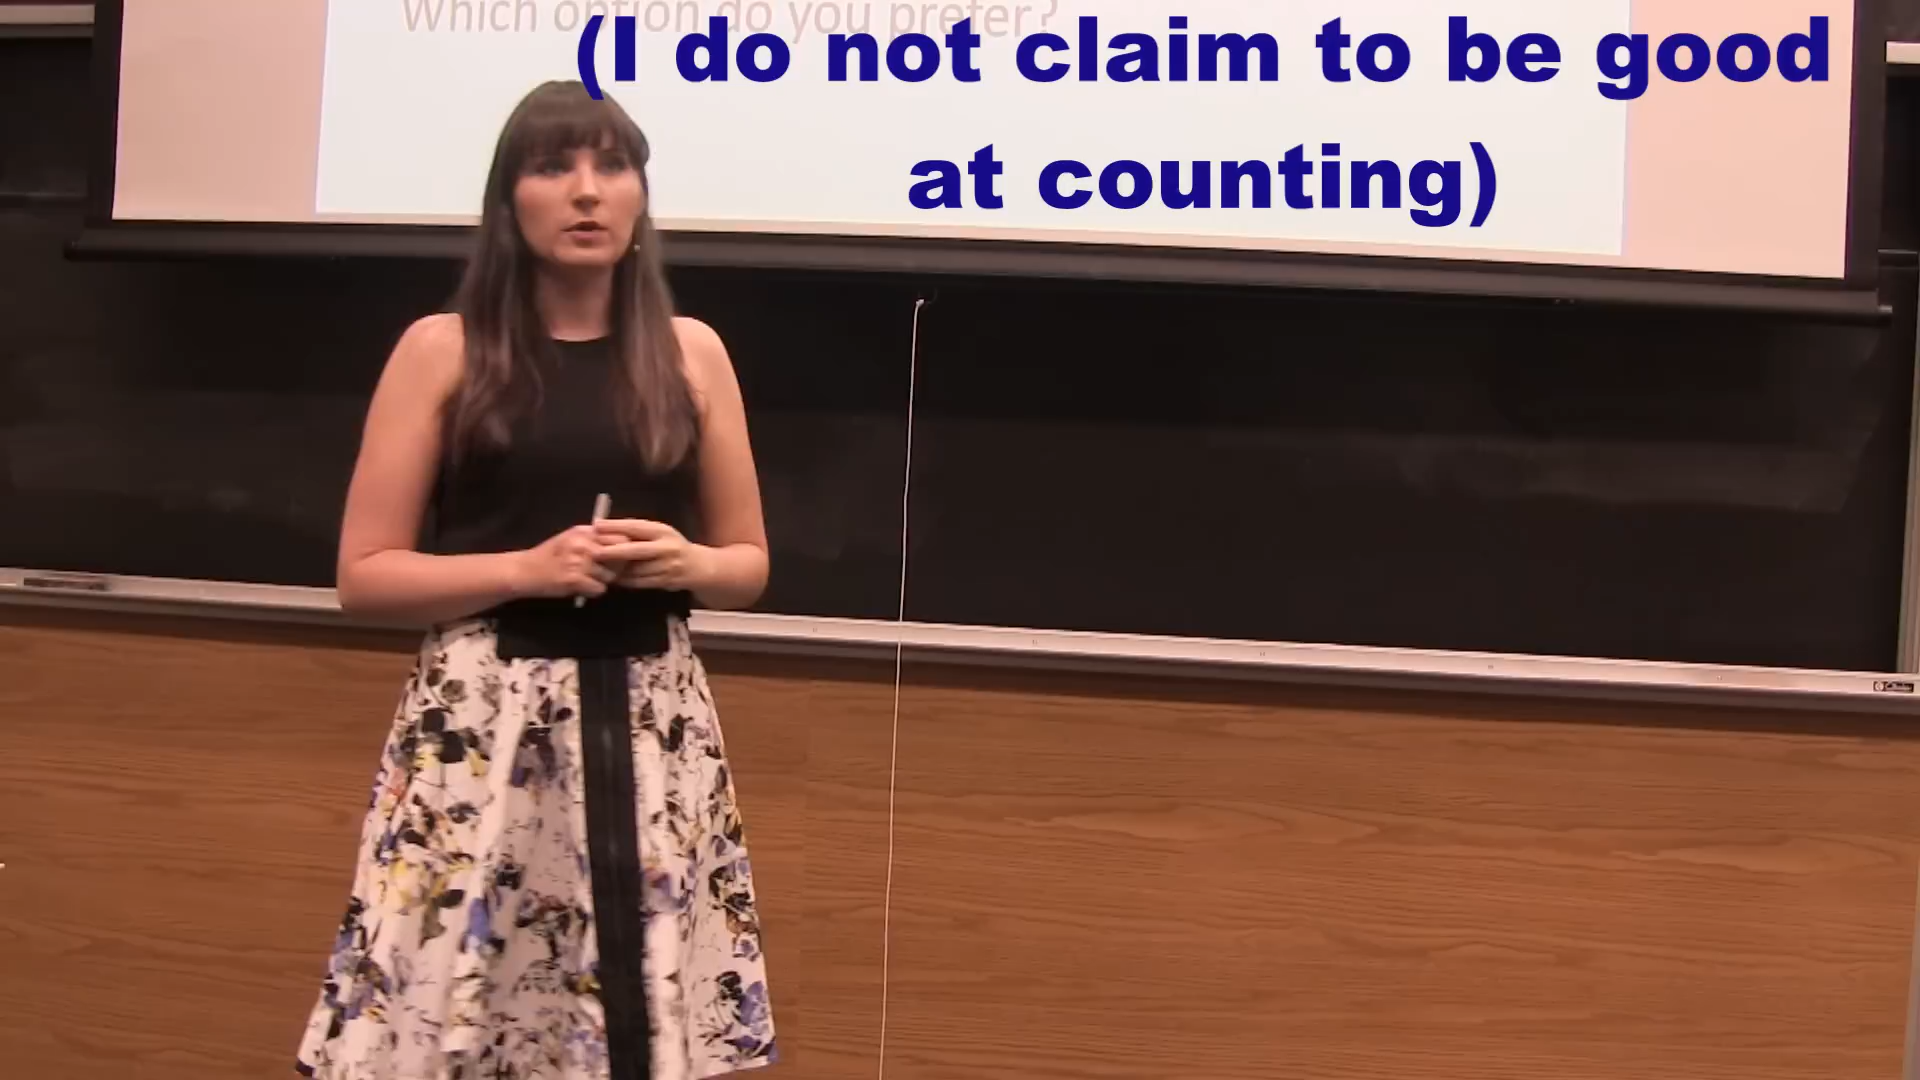 Which option do you prefer?
(I do not claim to be good
at counting)